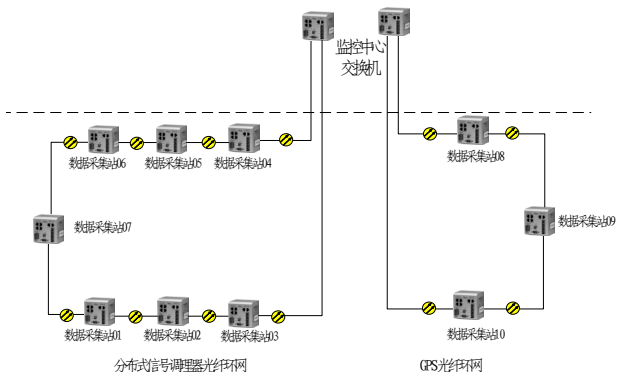 监控中心
交换机
数据采集站06
数据采集站05
数据采集站04
数据采集站08
数据采集站07
数据采集站09
数据采集站01
数据采集站02
数据采集站03
数据采集站10
分布式信号调理器光纤环网
GPS光纤环网